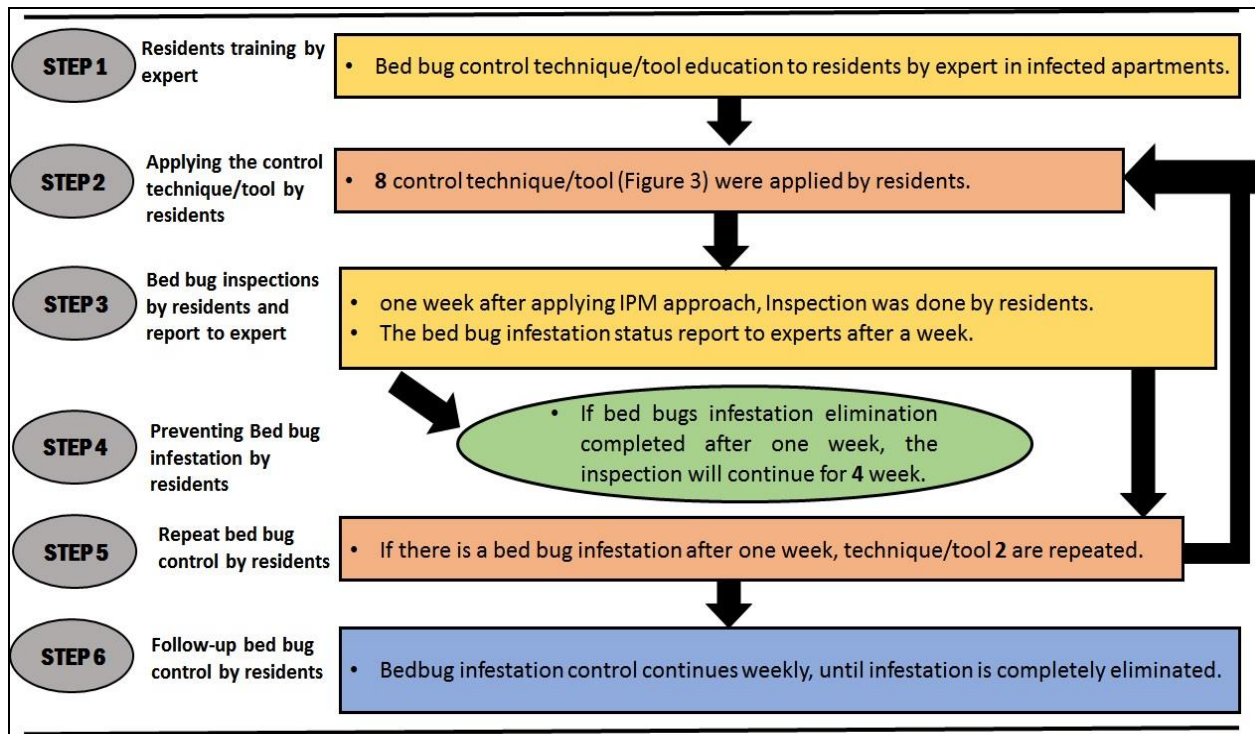 STEP 1
Residents training by
expert
• Bed bug control technique/tool education to residents by expert in infected apartments.
STEP 2
Applying the control
technique/tool by
residents
• 8 control technique/tool (Figure 3) were applied by residents.
STEP 3
Bed bug inspections
by residents and
report to expert
• one week after applying IPM approach, Inspection was done by residents.
• The bed bug infestation status report to experts after a week.
STEP 4
Preventing Bed bug
infestation by
residents
• If bed bugs infestation elimination
completed after one week, the
inspection will continue for 4 week.
STEP 5
Repeat bed bug
control by residents
• If there is a bed bug infestation after one week, technique/tool 2 are repeated.
STEP 6
Follow-up bed bug
control by residents
• Bedbug infestation control continues weekly, until infestation is completely eliminated.